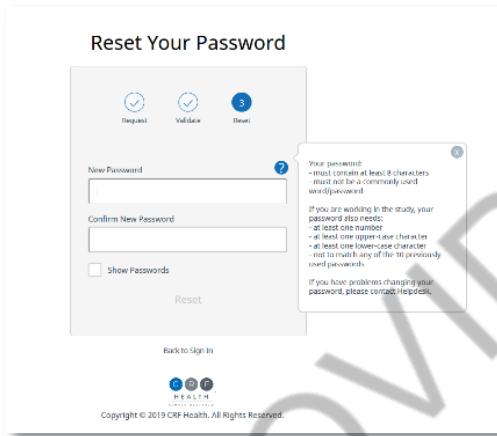 Reset Your Password
3
Request
Validate
Reset
New Password
?
Confirm New Password
Show Passwords
Reset
x
Your password:
- must contain at least 8 characters
- must not be a commonly used
word/password
If you are working in the study, your
password also needs:
- at least one number
- at least one upper-case character
- at least one lower-case character
- not to match any of the 10 previously
used passwords
If you have problems changing your
password, please contact Helpdesk.
Back to Sign In
CRF
HEALTH
Copyright © 2019 CRF Health. All Rights Reserved.
OVID